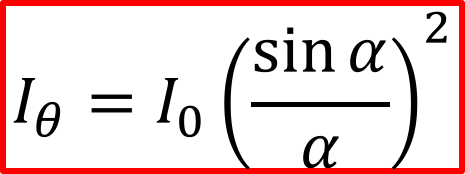 I_θ = I_0 (sin α / α)^2